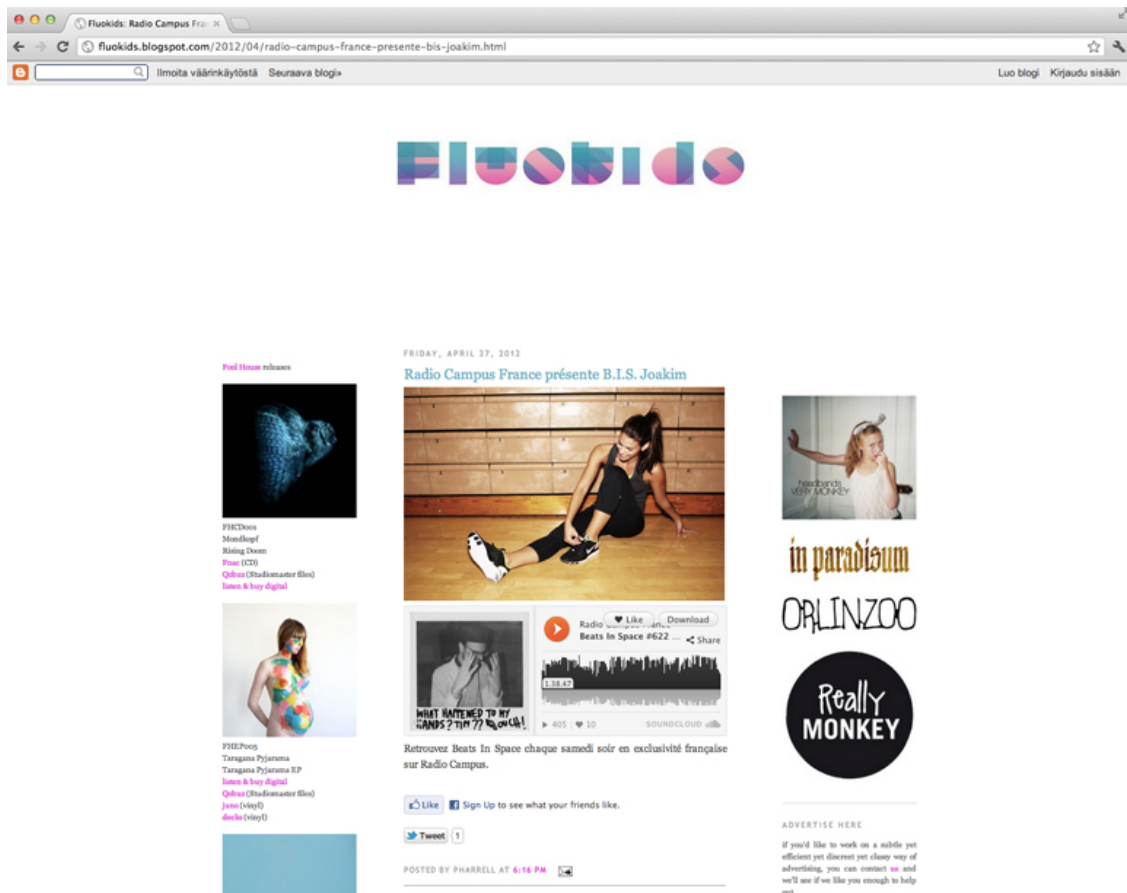 Fluokids: Radio Campus Fran
fluokids.blogspot.com/2012/04/radio-campus-france-presente-bis-joakim.html
Ilmoita väärinkäytöstä Seuraava blogi» Luo blogi Kirjaudu sisään
Fluokids
Fool House releases
FHCD001
Mondkopf
Rising Doom
Fnac (CD)
Qobuz (Studiomaster files)
listen & buy digital
FHEP005
Taragana Pyjarama
Taragana Pyjarama EP
listen & buy digital
Qobuz (Studiomaster files)
juno (vinyl)
decks (vinyl)
FRIDAY, APRIL 27, 2012
Radio Campus France présente B.I.S. Joakim
Radio Campus France
Like Download
Beats In Space #622 ... Share
1.38.47
WHAT HAPPENED TO MY
HANDS? TIM?? OUCH!
405 10 SOUNDCLOUD
Retrouvez Beats In Space chaque samedi soir en exclusivité française
sur Radio Campus.
Like Sign Up to see what your friends like.
Tweet 1
POSTED BY PHARRELL AT 6:16 PM
headbands
VERY MONKEY
in paradisum
ORLINZOO
Really
MONKEY
ADVERTISE HERE
if you'd like to work on a subtle yet
efficient yet discreet yet classy way of
advertising, you can contact us and
we'll see if we like you enough to help
out.